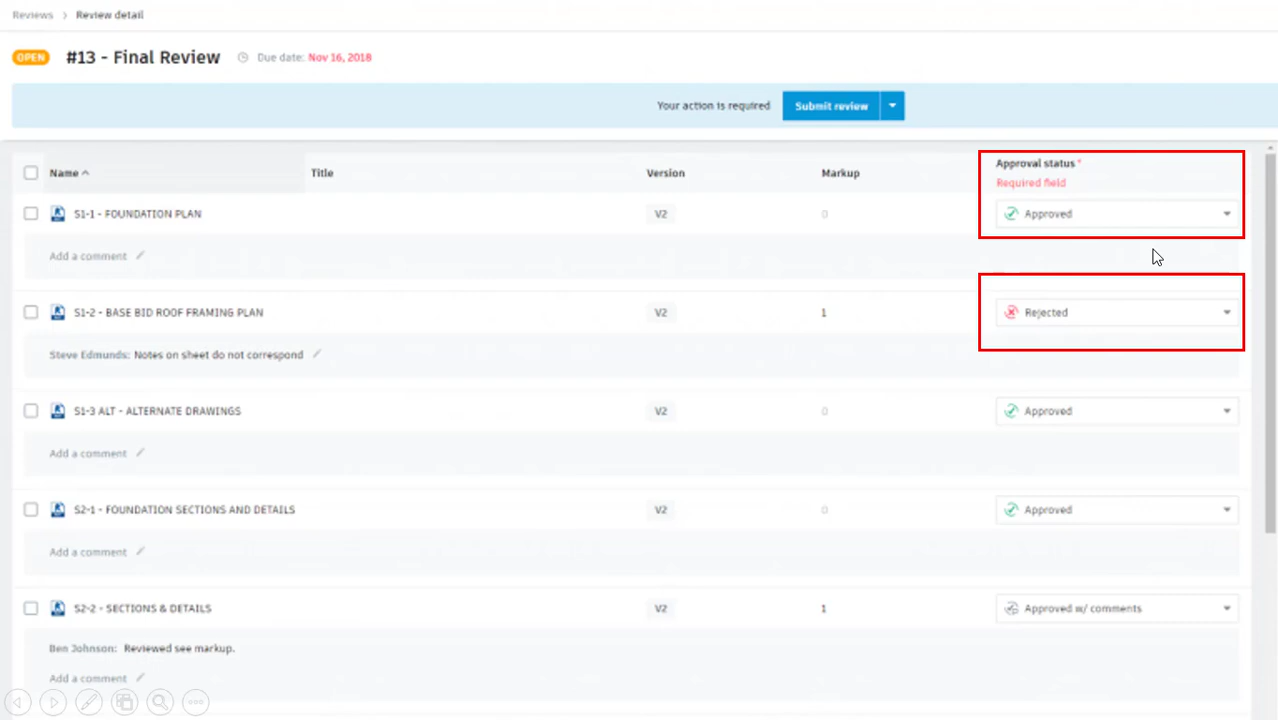 Reviews > Review detail
OPEN #13 - Final Review Due date: Nov 16, 2018
Your action is required Submit review
Name Title Version Markup Approval status *
Required field
S1-1 - FOUNDATION PLAN V2 0 Approved
Add a comment
S1-2 - BASE BID ROOF FRAMING PLAN V2 1 Rejected
Steve Edmunds: Notes on sheet do not correspond
S1-3 ALT - ALTERNATE DRAWINGS V2 0 Approved
Add a comment
S2-1 - FOUNDATION SECTIONS AND DETAILS V2 0 Approved
Add a comment
S2-2 - SECTIONS & DETAILS V2 1 Approved w/ comments
Ben Johnson: Reviewed see markup.
Add a comment